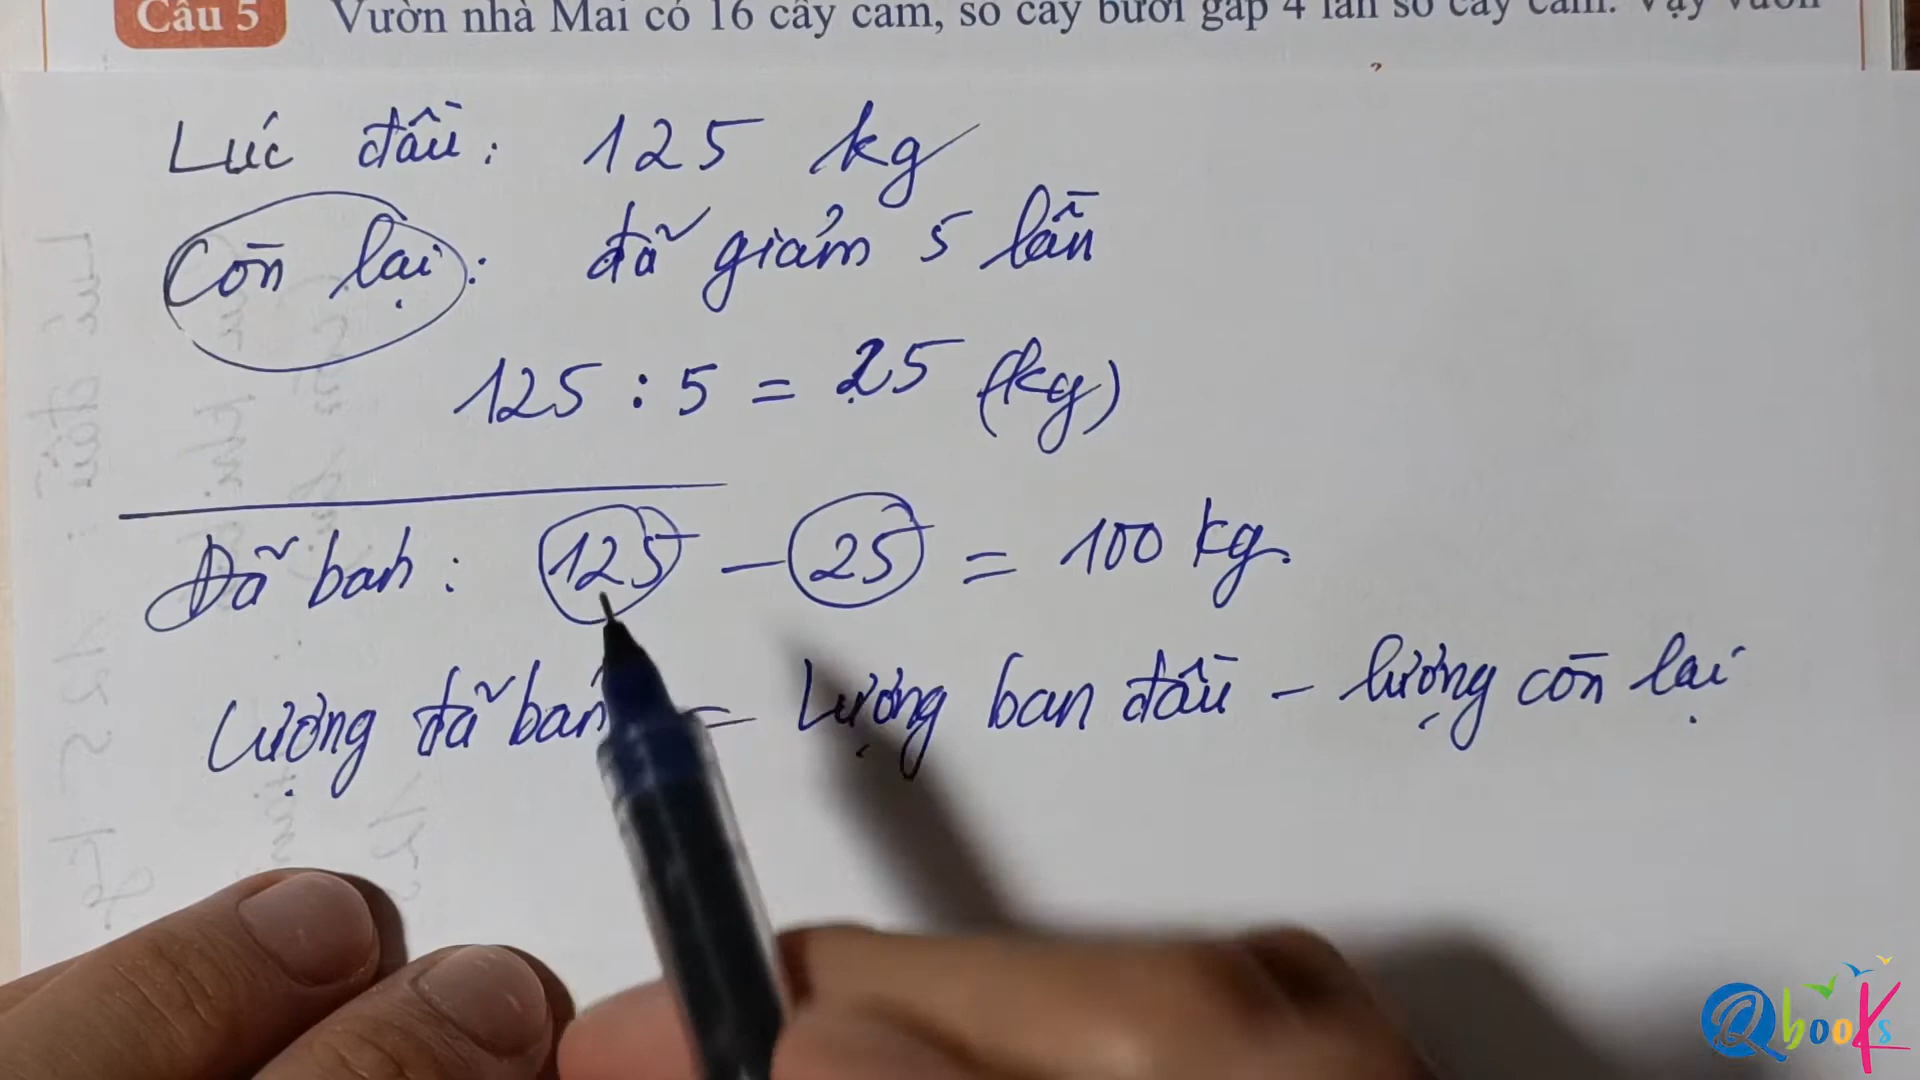 Câu 5 Vườn nhà Mai có 16 cây cam, số cây bưởi gấp 4 lần số cây cam. Vậy vườn
Lúc đầu: 125 kg
Còn lại: đã giảm 5 lần
125 : 5 = 25 (kg)
Đã bán: 125 - 25 = 100 kg.
Lượng đã bán = Lượng ban đầu - lượng còn lại
Qbooks